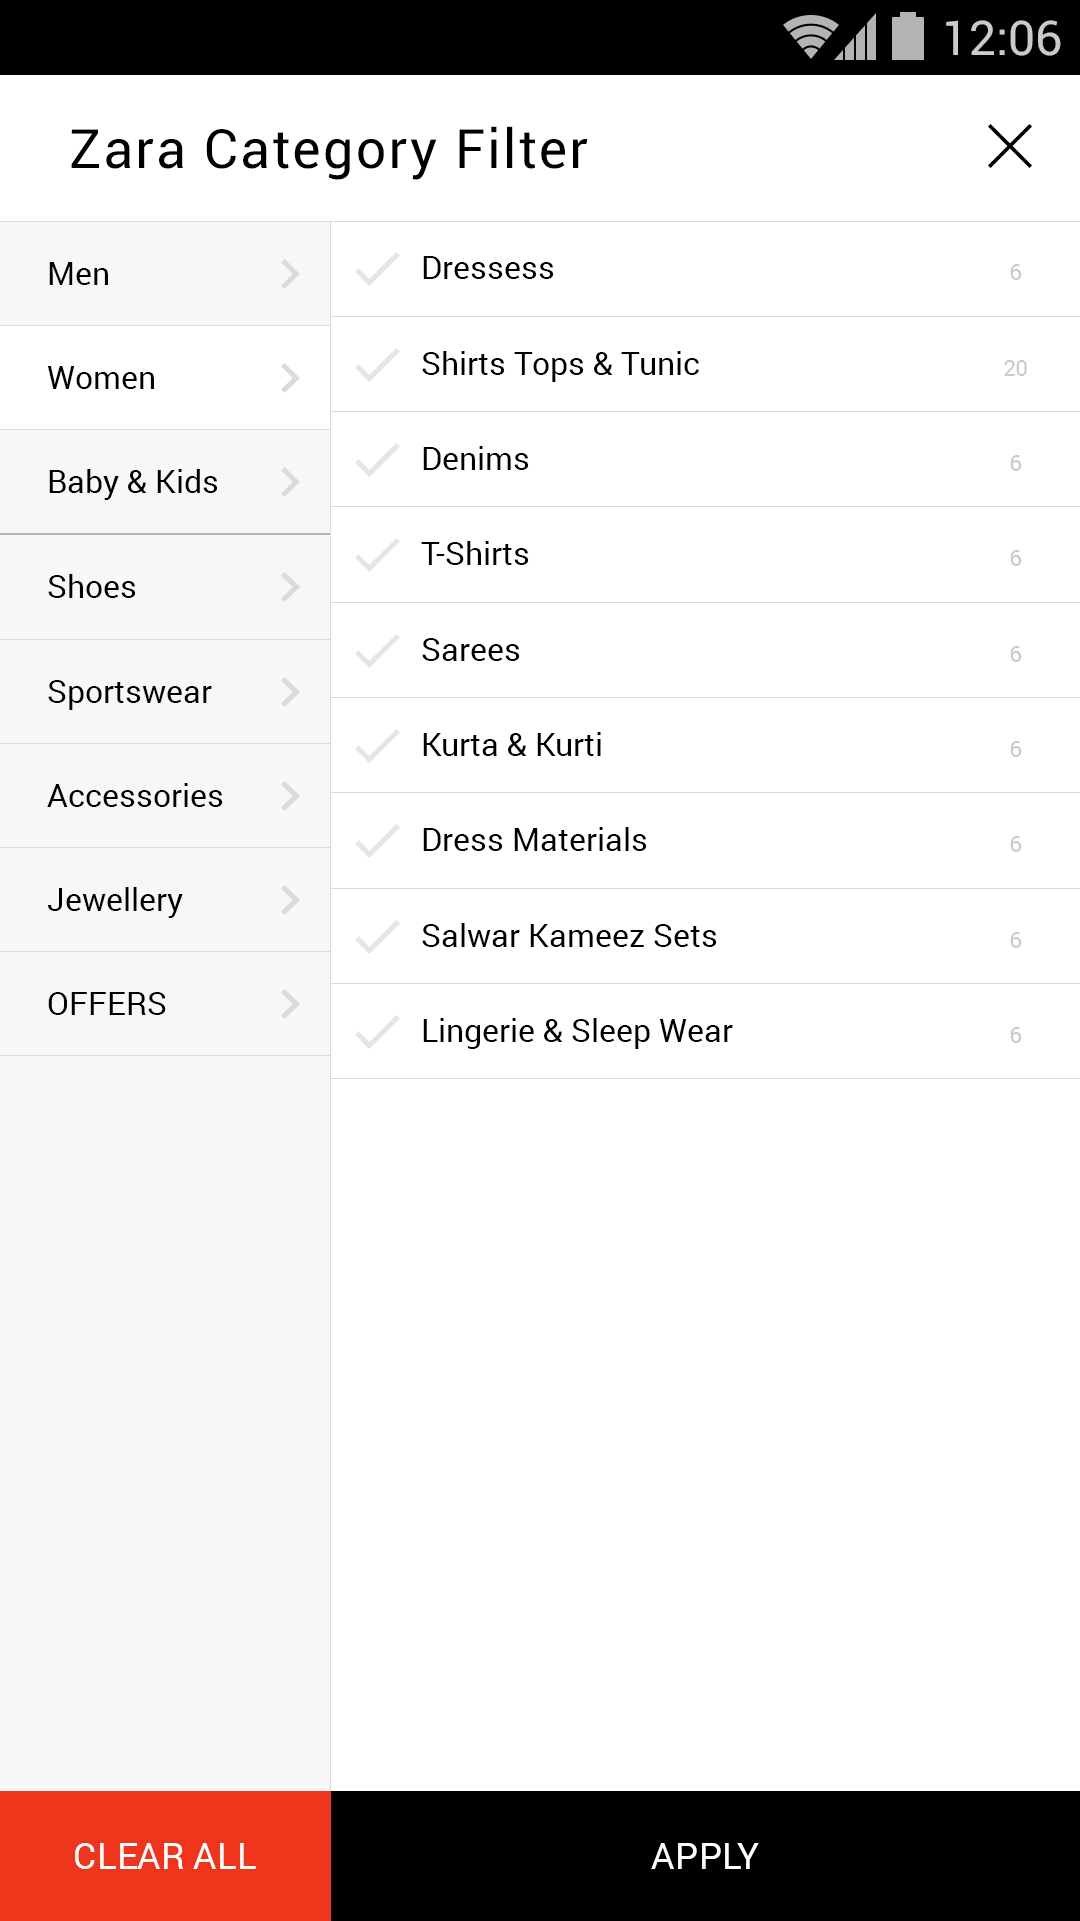 12:06
Zara Category Filter
Men
Women
Baby & Kids
Shoes
Sportswear
Accessories
Jewellery
OFFERS
Dressess 6
Shirts Tops & Tunic 20
Denims 6
T-Shirts 6
Sarees 6
Kurta & Kurti 6
Dress Materials 6
Salwar Kameez Sets 6
Lingerie & Sleep Wear 6
CLEAR ALL
APPLY